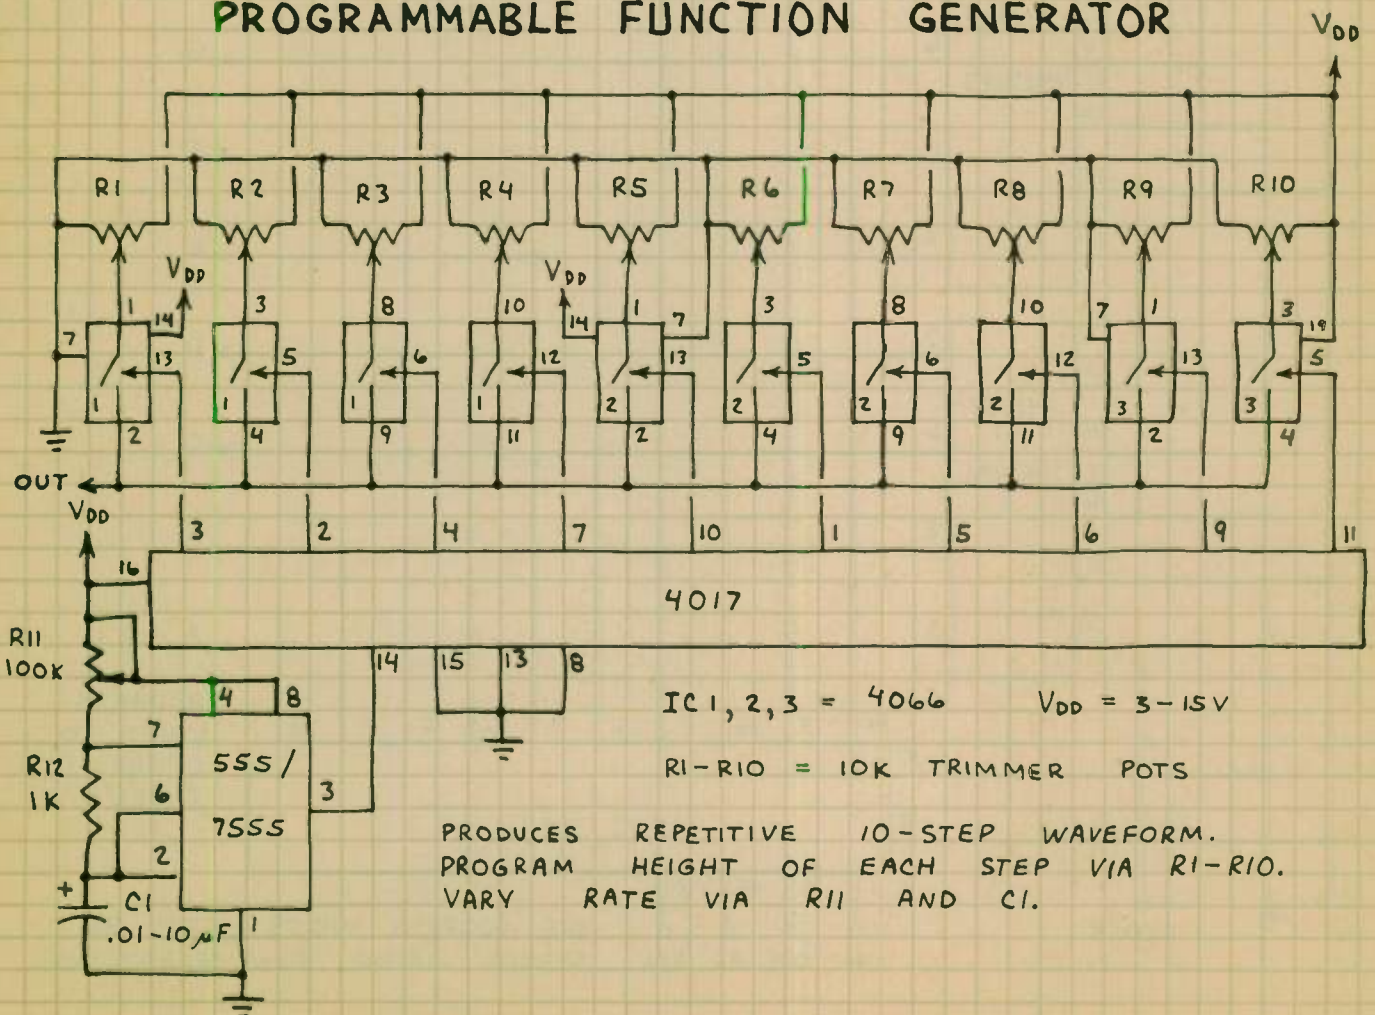 PROGRAMMABLE FUNCTION GENERATOR
VDD
R1 R2 R3 R4 R5 R6 R7 R8 R9 R10
VDD VDD
1 3 8 10 1 3 8 10 1 3
7 14 14 7 7 19
13 5 6 12 13 5 6 12 13 5
1 1 1 1 2 2 2 2 3 3
2 4 9 11 2 4 9 11 2 4
OUT
VDD
3 2 4 7 10 1 5 6 9 11
16
4017
R11
100K
14 15 13 8
4 8
IC 1, 2, 3 = 4066 VDD = 3-15V
7
555/
7555
R12
1K
R1-R10 = 10K TRIMMER POTS
6
3
2
PRODUCES REPETITIVE 10-STEP WAVEFORM.
PROGRAM HEIGHT OF EACH STEP VIA R1-R10.
VARY RATE VIA R11 AND C1.
+
C1
.01-10µF
1